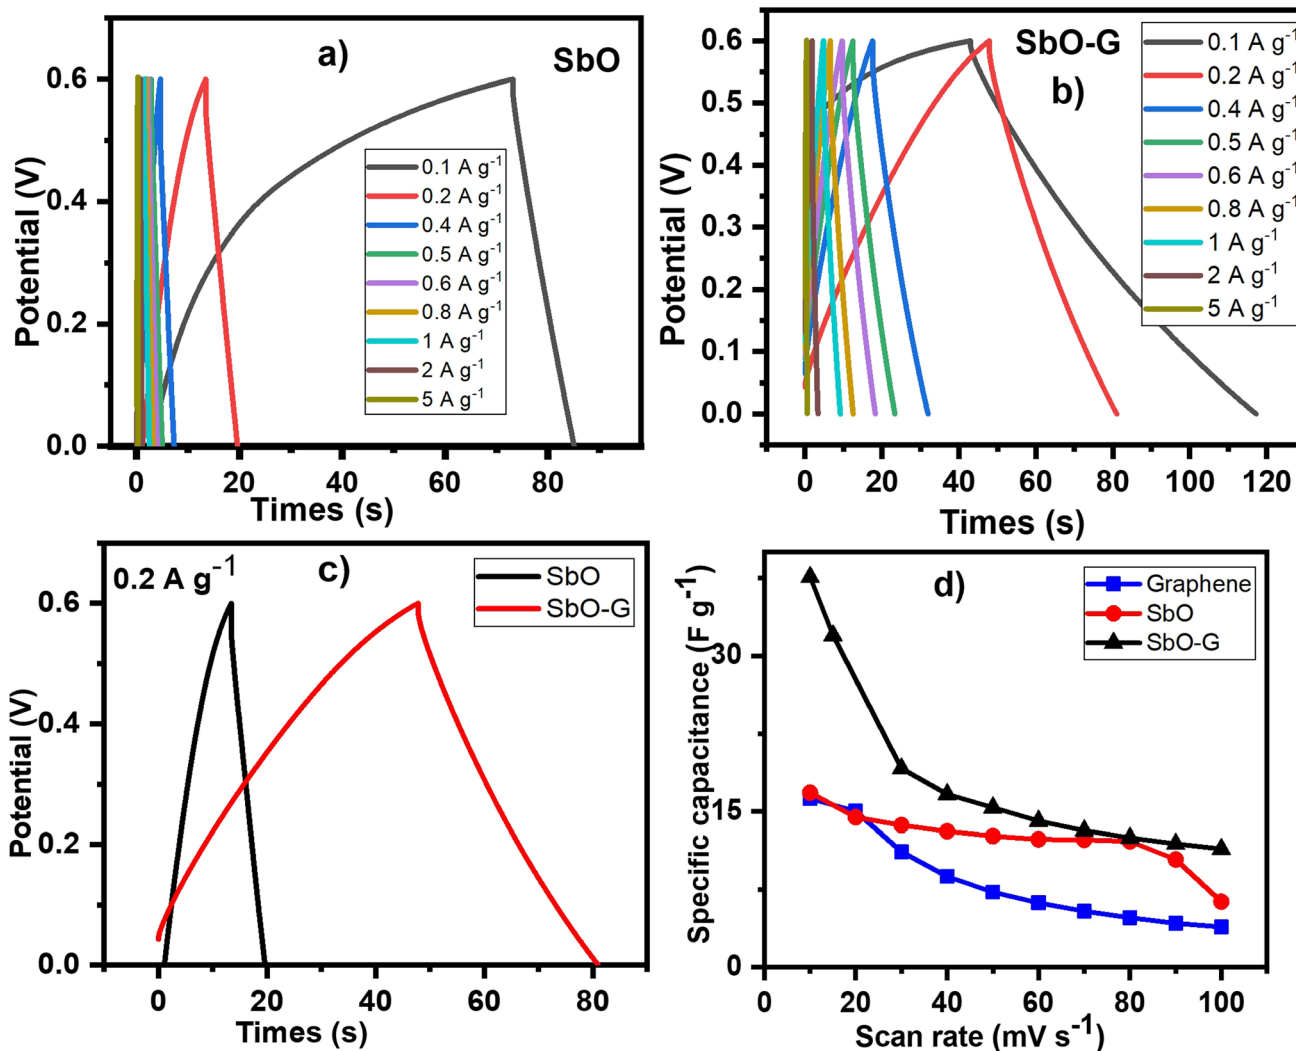 a)
SbO
0.6
0.4
0.2
0.0
Potential (V)
0.1 A g⁻¹
0.2 A g⁻¹
0.4 A g⁻¹
0.5 A g⁻¹
0.6 A g⁻¹
0.8 A g⁻¹
1 A g⁻¹
2 A g⁻¹
5 A g⁻¹
0 20 40 60 80
Times (s)
SbO-G
b)
0.6
0.5
0.4
0.3
0.2
0.1
0.0
Potential (V)
0.1 A g⁻¹
0.2 A g⁻¹
0.4 A g⁻¹
0.5 A g⁻¹
0.6 A g⁻¹
0.8 A g⁻¹
1 A g⁻¹
2 A g⁻¹
5 A g⁻¹
0 20 40 60 80 100 120
Times (s)
0.2 A g⁻¹
c)
SbO
SbO-G
0.6
0.4
0.2
0.0
Potential (V)
0 20 40 60 80
Times (s)
d)
Graphene
SbO
SbO-G
30
15
0
Specific capacitance (F g⁻¹)
0 20 40 60 80 100
Scan rate (mV s⁻¹)